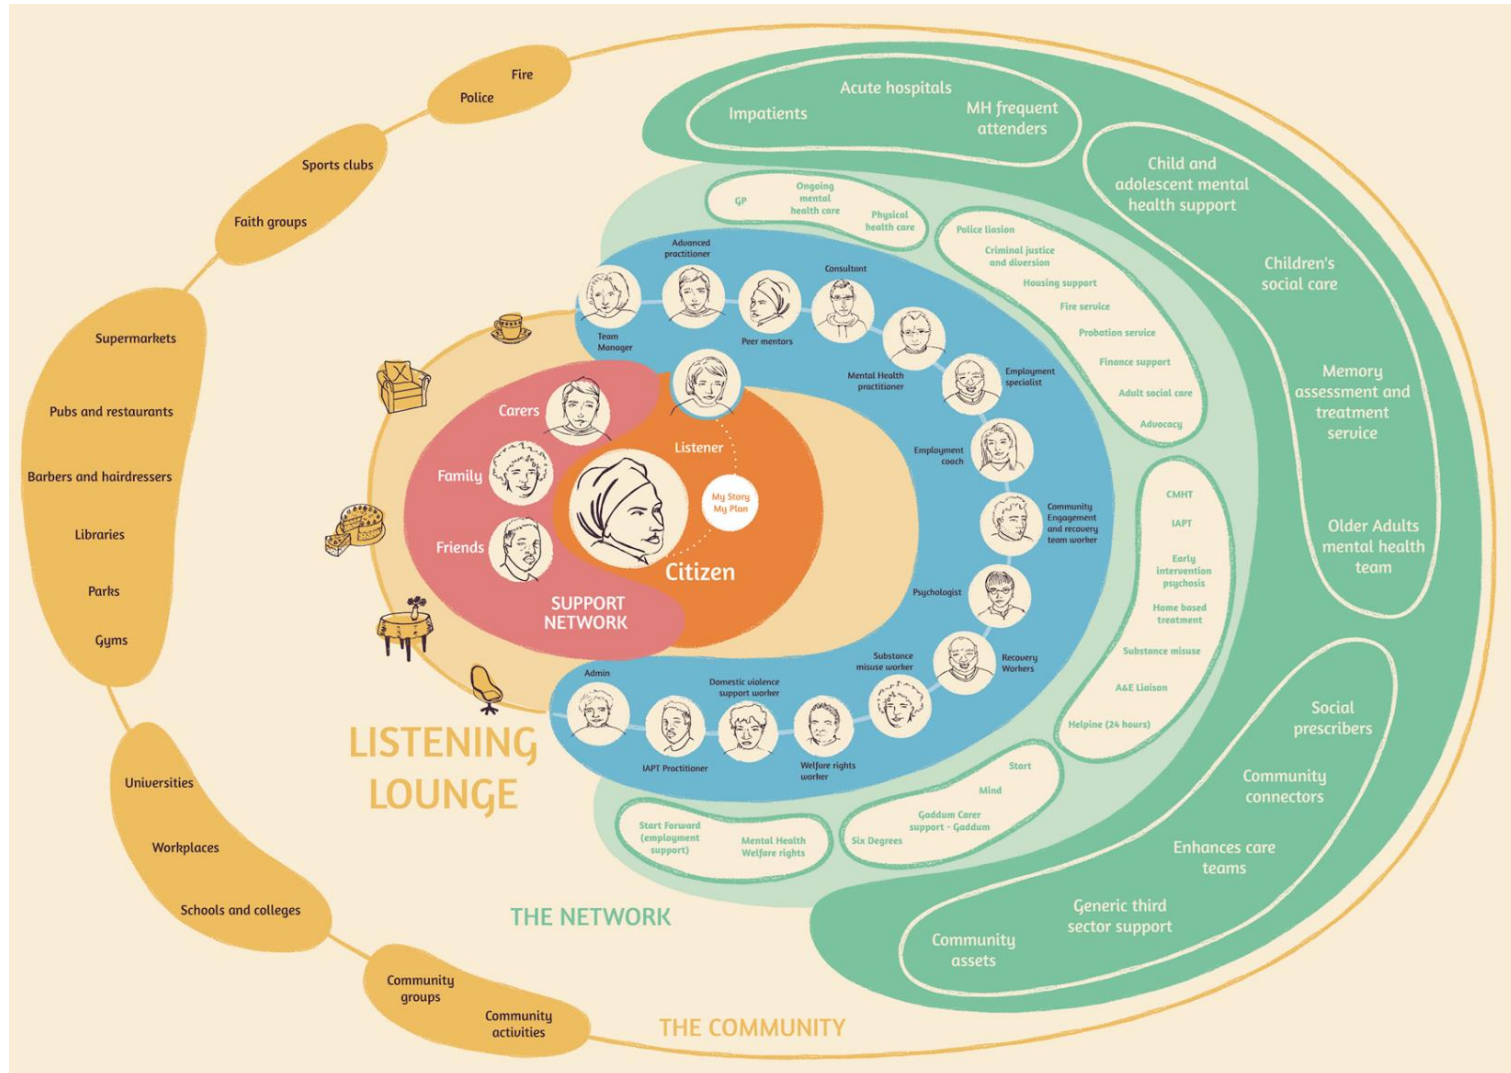 Fire
Police
Sports clubs
Faith groups
Supermarkets
Pubs and restaurants
Barbers and hairdressers
Libraries
Parks
Gyms
Universities
Workplaces
Schools and colleges
Community
groups
Community
activities
THE COMMUNITY
LISTENING
LOUNGE
Carers
Family
Friends
SUPPORT
NETWORK
Listener
My Story
My Plan
Citizen
Team
Manager
Advanced
practitioner
Peer mentors
Consultant
Mental Health
practitioner
Employment
specialist
Employment
coach
Community
Engagement
and recovery
team worker
Psychologist
Recovery
Workers
Substance
misuse worker
Welfare rights
worker
Domestic violence
support worker
IAPT Practitioner
Admin
THE NETWORK
GP
Ongoing
mental
health care
Physical
health care
Police liasion
Criminal justice
and diversion
Housing support
Fire service
Probation service
Finance support
Adult social care
Advocacy
CMHT
IAPT
Early
intervention
psychosis
Home based
treatment
Substance misuse
A&E Liaison
Helpine (24 hours)
Start
Mind
Gaddum Carer
support - Gaddum
Six Degrees
Mental Health
Welfare rights
Start Forward
(employment
support)
Impatients
Acute hospitals
MH frequent
attenders
Child and
adolescent mental
health support
Children's
social care
Memory
assessment and
treatment
service
Older Adults
mental health
team
Social
prescribers
Community
connectors
Enhances care
teams
Generic third
sector support
Community
assets